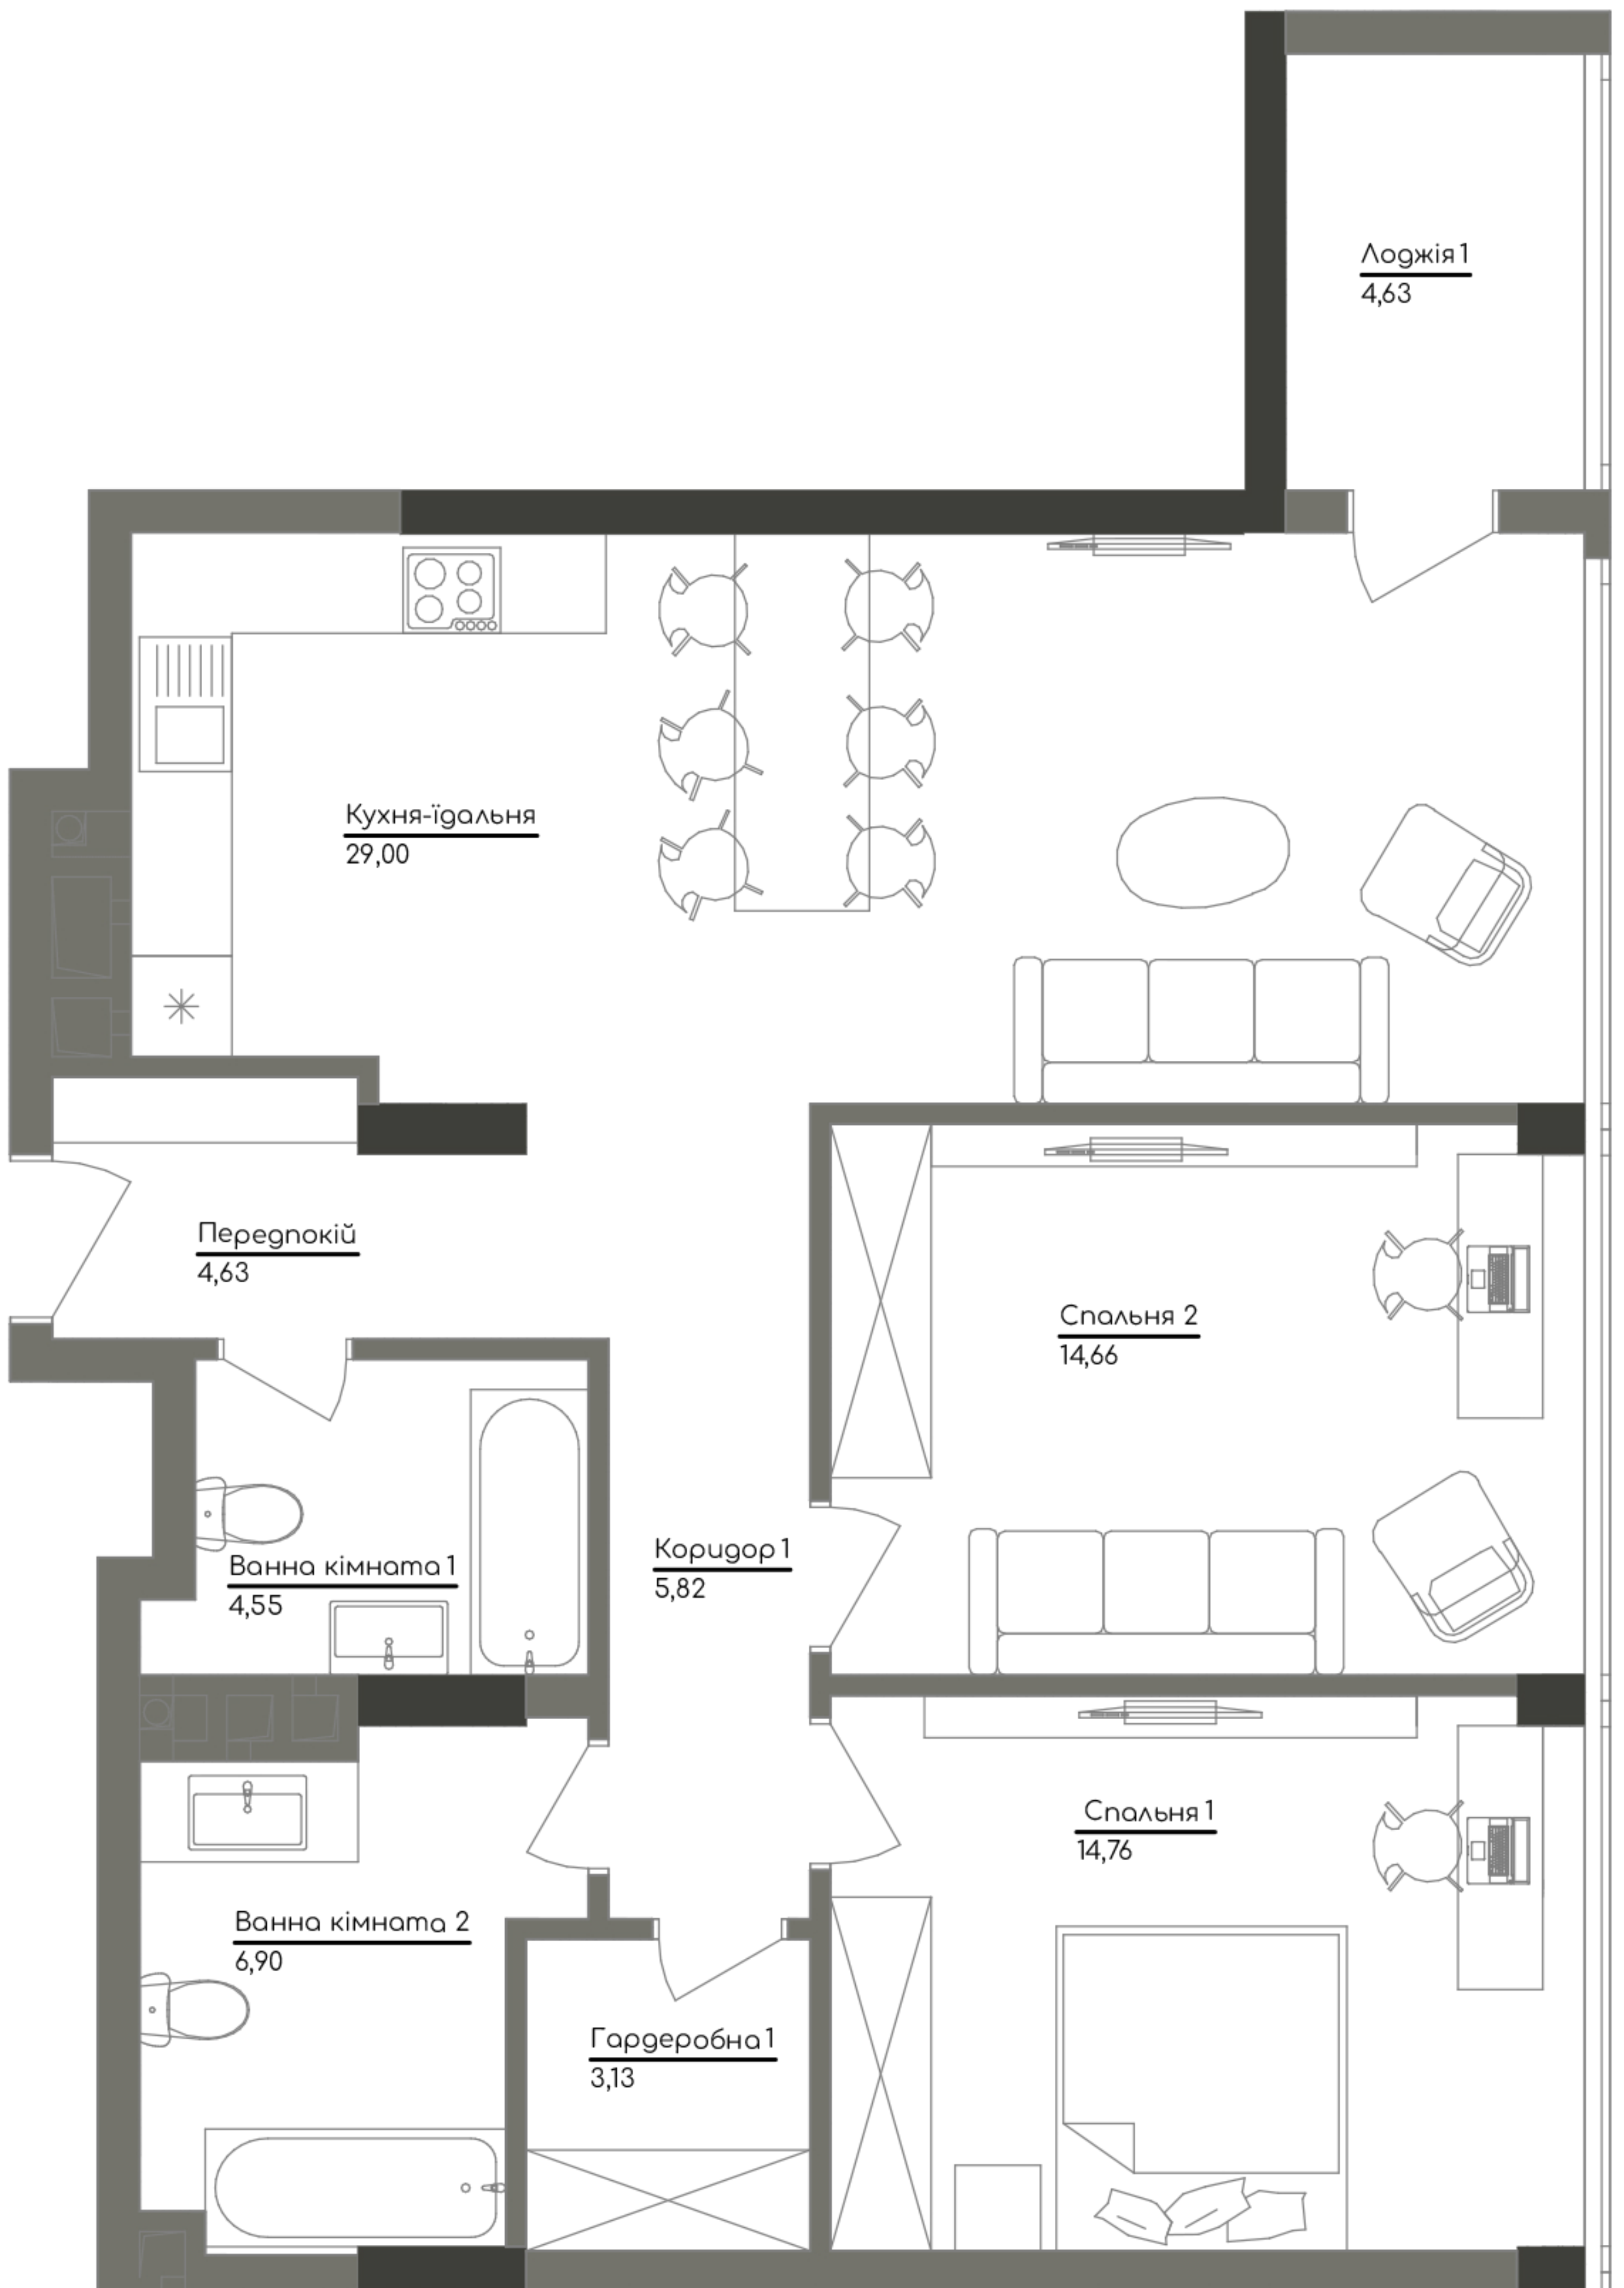 Лоджія 1
4,63
Кухня-їдальня
29,00
Передпокій
4,63
Спальня 2
14,66
Ванна кімната 1
4,55
Коридор 1
5,82
Спальня 1
14,76
Ванна кімната 2
6,90
Гардеробна 1
3,13